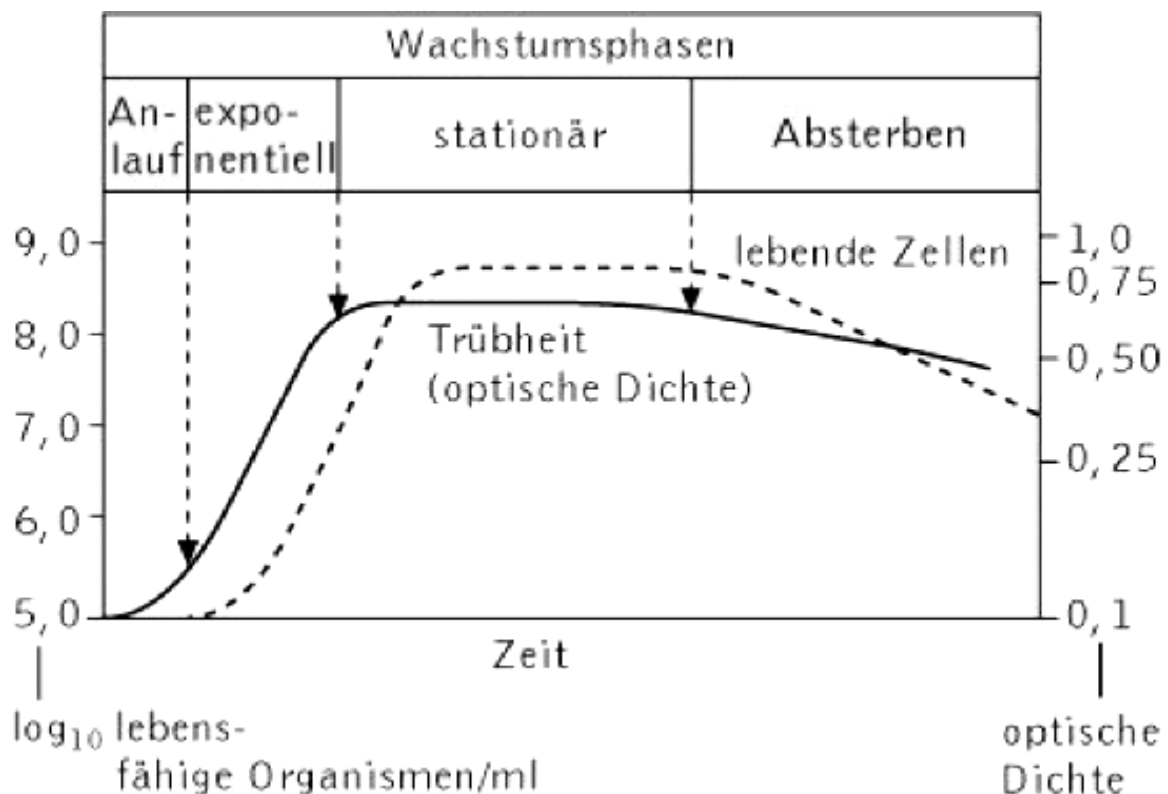 Wachstumsphasen
An-
lauf
expo-
nentiell
stationär
Absterben
9,0
8,0
7,0
6,0
5,0
lebende Zellen
Trübheit
(optische Dichte)
1,0
0,75
0,50
0,25
0,1
Zeit
log₁₀ lebens-
fähige Organismen/ml
optische
Dichte